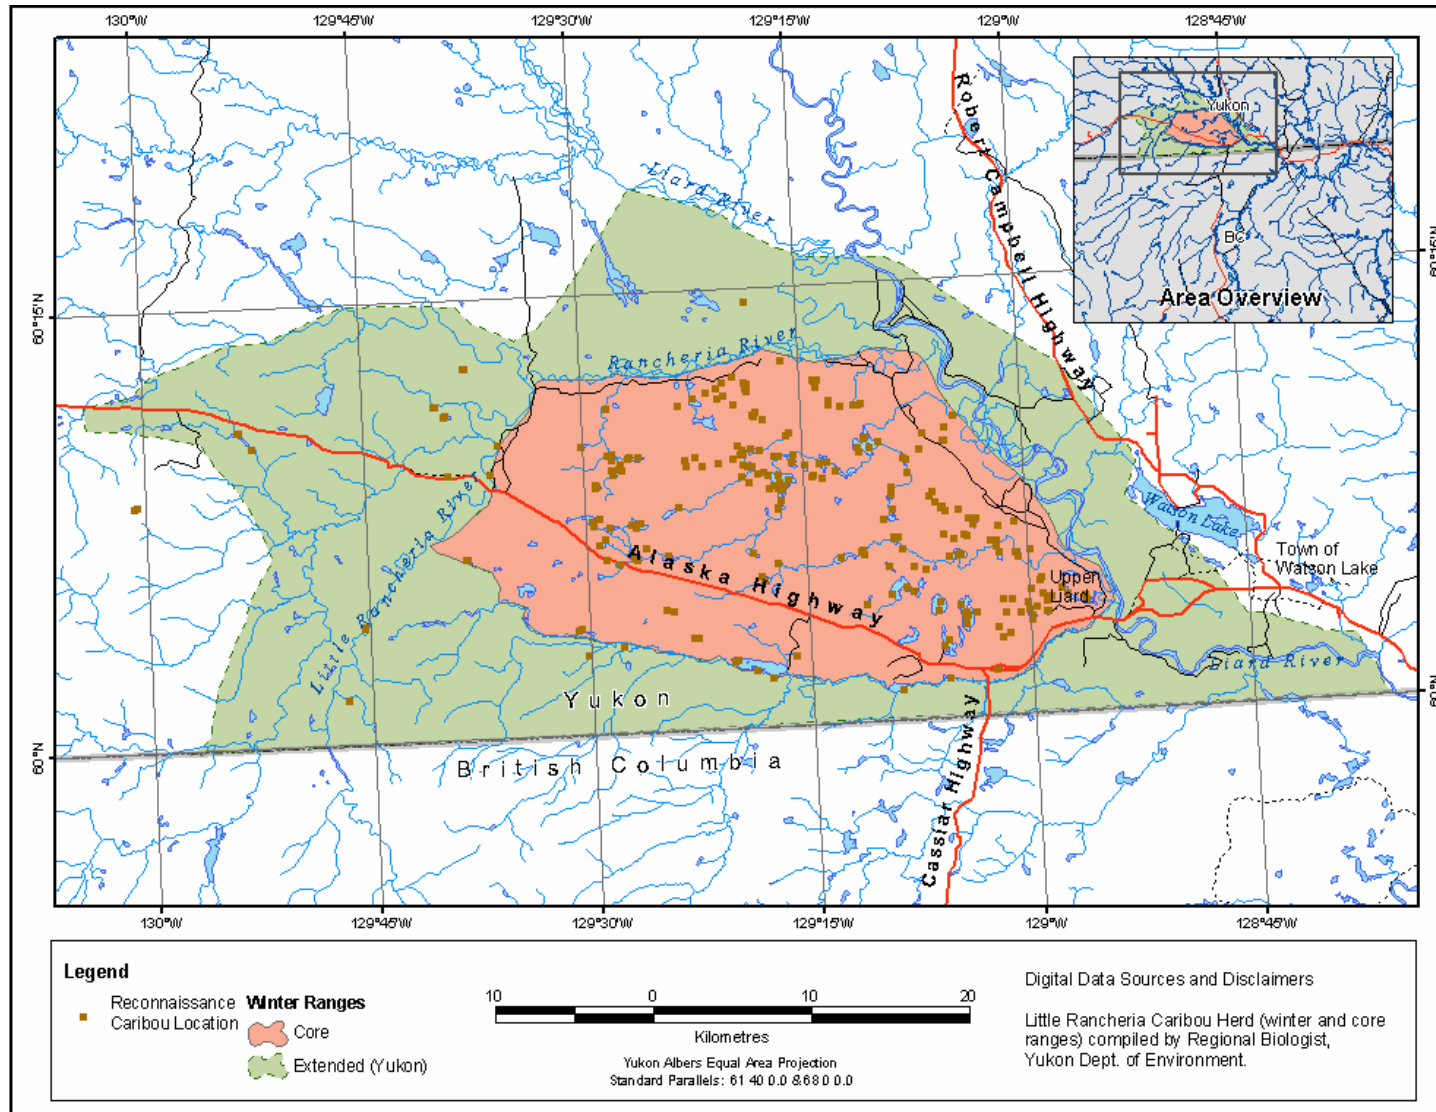 130°W 129°45'W 129°30'W 129°15'W 129°W 128°45'W
Robert Campbell Highway
Yukon
BC
Area Overview
60°15'N
60°15'N
Liard River
Rancheria River
Little Rancheria River
Alaska Highway
Watson Lake
Town of
Watson Lake
Upper
Liard
Liard River
Yukon
60°N
60°N
British Columbia
Cassiar Highway
130°W 129°45'W 129°30'W 129°15'W 129°W 128°45'W
Legend
Reconnaissance
Caribou Location
Winter Ranges
Core
Extended (Yukon)
10 0 10 20
Kilometres
Yukon Albers Equal Area Projection
Standard Parallels: 61 40 0.0 & 68 0 0.0
Digital Data Sources and Disclaimers
Little Rancheria Caribou Herd (winter and core
ranges) compiled by Regional Biologist,
Yukon Dept. of Environment.